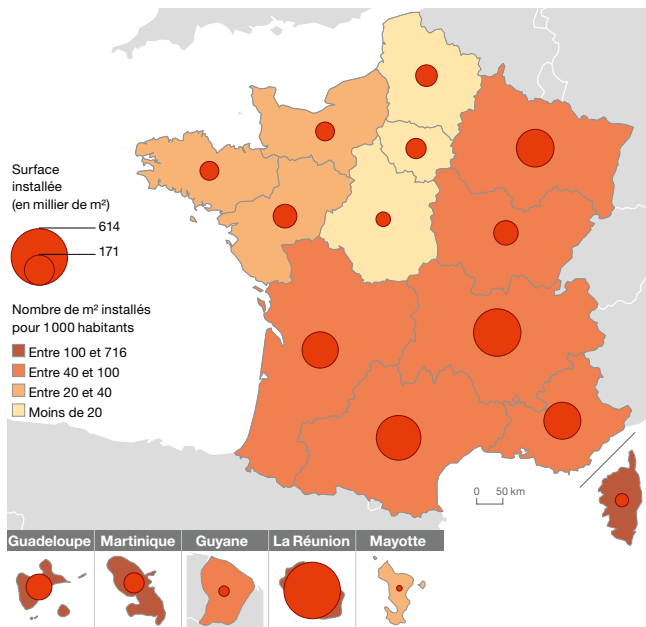 Surface
installée
(en millier de m²)
614
171
Nombre de m² installés
pour 1000 habitants
Entre 100 et 716
Entre 40 et 100
Entre 20 et 40
Moins de 20
0 50 km
Guadeloupe Martinique Guyane La Réunion Mayotte